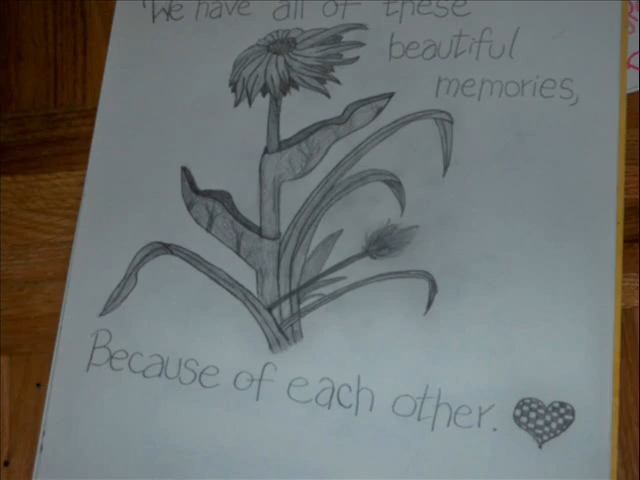 We have all of these
beautiful
memories,
Because of each other.